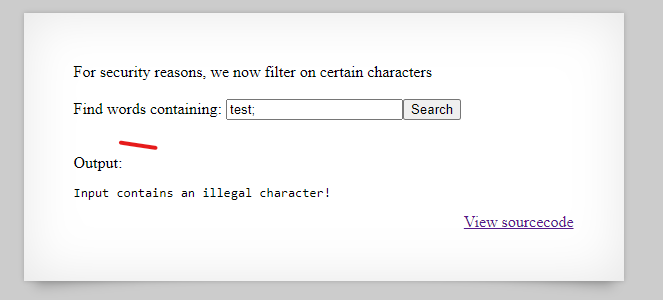 For security reasons, we now filter on certain characters
Find words containing: test; Search
Output:
Input contains an illegal character!
View sourcecode